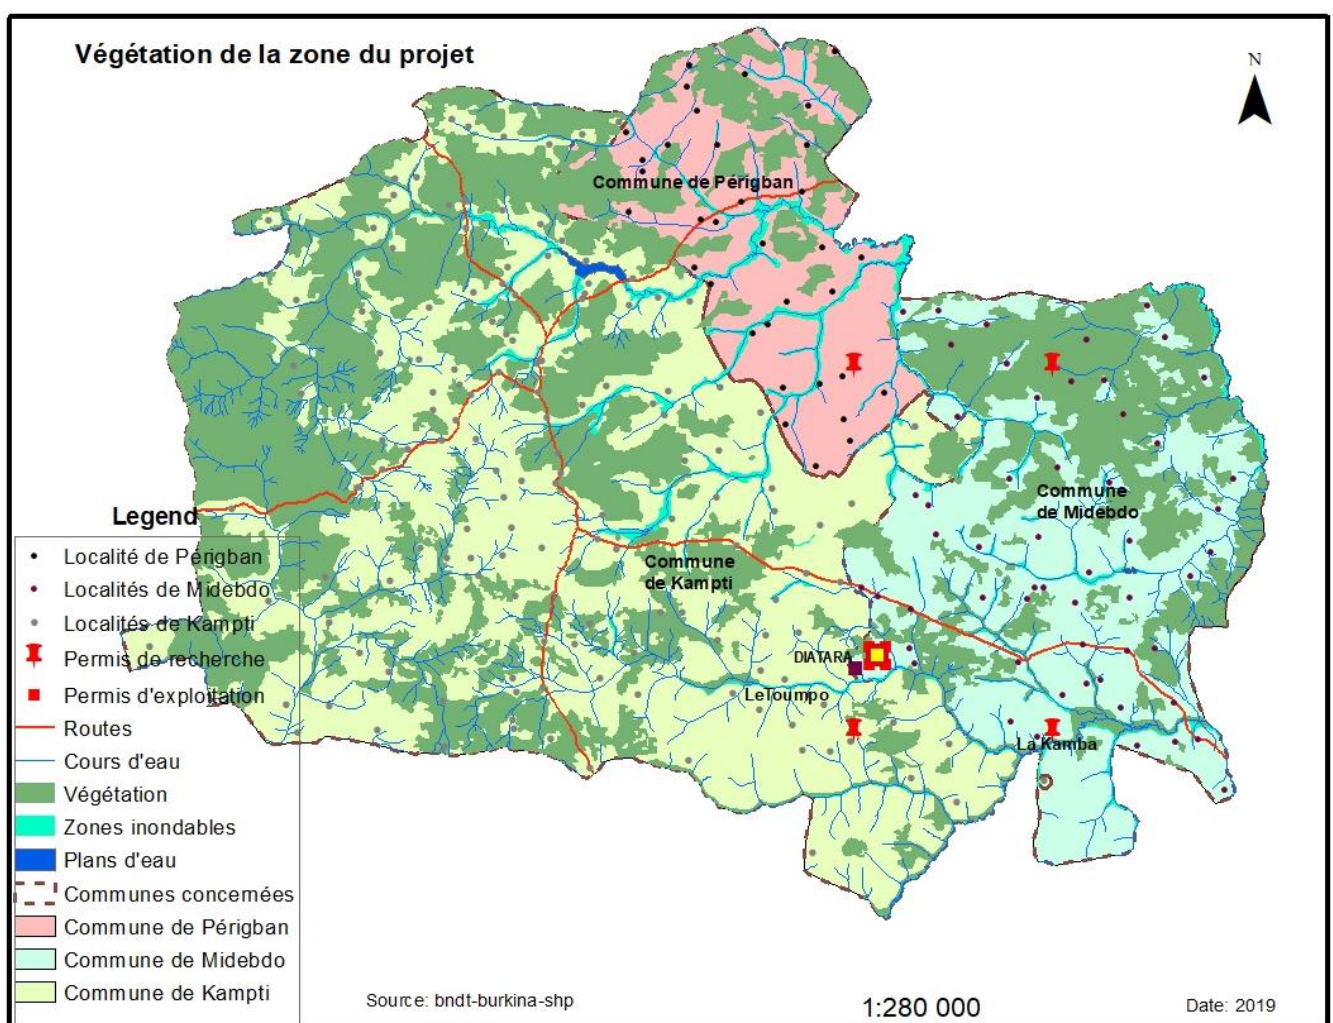 Végétation de la zone du projet
N
Commune de Périgban
Commune
de Midebdo
Commune
de Kampti
DIATARA
LeToumpo
La Kamba
Legend
Localité de Périgban
Localités de Midebdo
Localités de Kampti
Permis de recherche
Permis d'exploitation
Routes
Cours d'eau
Végétation
Zones inondables
Plans d'eau
Communes concernées
Commune de Périgban
Commune de Midebdo
Commune de Kampti
Source: bndt-burkina-shp
1:280 000
Date: 2019